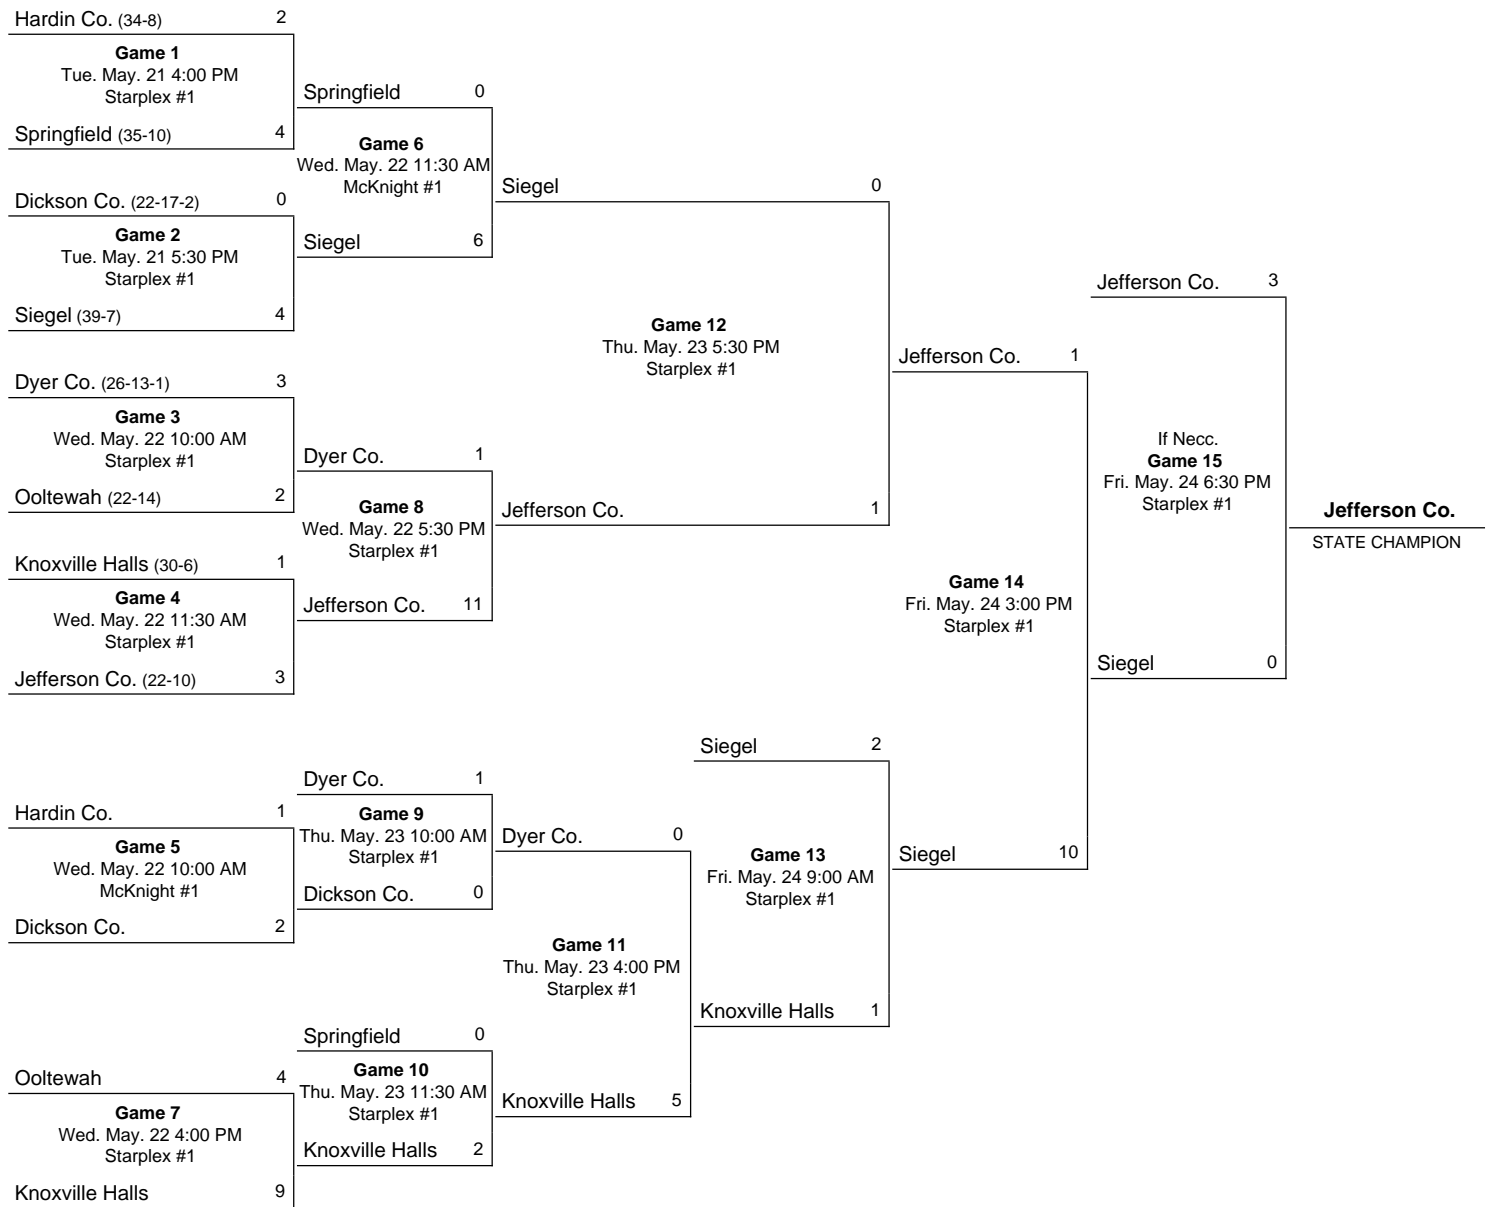 Hardin Co. (34-8) 2
Game 1
Tue. May. 21 4:00 PM
Starplex #1
Springfield (35-10) 4
Dickson Co. (22-17-2) 0
Game 2
Tue. May. 21 5:30 PM
Starplex #1
Siegel (39-7) 4
Dyer Co. (26-13-1) 3
Game 3
Wed. May. 22 10:00 AM
Starplex #1
Ooltewah (22-14) 2
Knoxville Halls (30-6) 1
Game 4
Wed. May. 22 11:30 AM
Starplex #1
Jefferson Co. (22-10) 3
Hardin Co. 1
Game 5
Wed. May. 22 10:00 AM
McKnight #1
Dickson Co. 2
Ooltewah 4
Game 7
Wed. May. 22 4:00 PM
Starplex #1
Knoxville Halls 9
Springfield 0
Game 6
Wed. May. 22 11:30 AM
McKnight #1
Siegel 6
Dyer Co. 1
Game 8
Wed. May. 22 5:30 PM
Starplex #1
Jefferson Co. 11
Dyer Co. 1
Game 9
Thu. May. 23 10:00 AM
Starplex #1
Dickson Co. 0
Springfield 0
Game 10
Thu. May. 23 11:30 AM
Starplex #1
Knoxville Halls 2
Siegel 0
Game 12
Thu. May. 23 5:30 PM
Starplex #1
Jefferson Co. 1
Dyer Co. 0
Game 11
Thu. May. 23 4:00 PM
Starplex #1
Knoxville Halls 5
Siegel 2
Game 13
Fri. May. 24 9:00 AM
Starplex #1
Knoxville Halls 1
Jefferson Co. 1
Game 14
Fri. May. 24 3:00 PM
Starplex #1
Siegel 10
Jefferson Co. 3
If Necc.
Game 15
Fri. May. 24 6:30 PM
Starplex #1
Siegel 0
Jefferson Co.
STATE CHAMPION